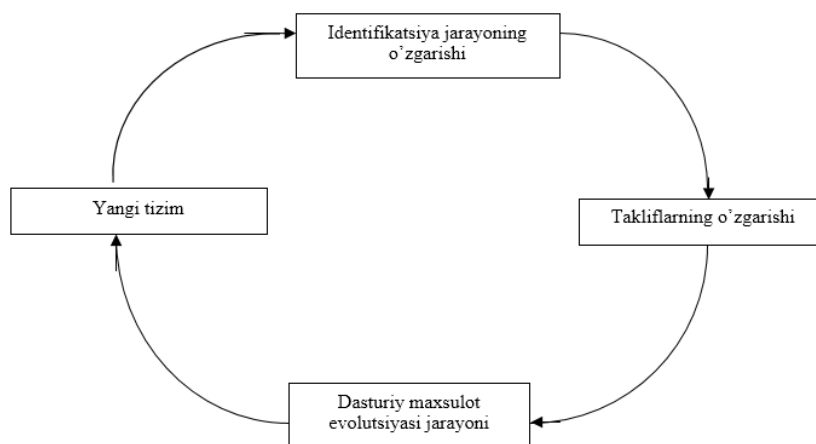 Identifikatsiya jarayoning
o’zgarishi
Takliflarning o’zgarishi
Dasturiy maxsulot
evolutsiyasi jarayoni
Yangi tizim